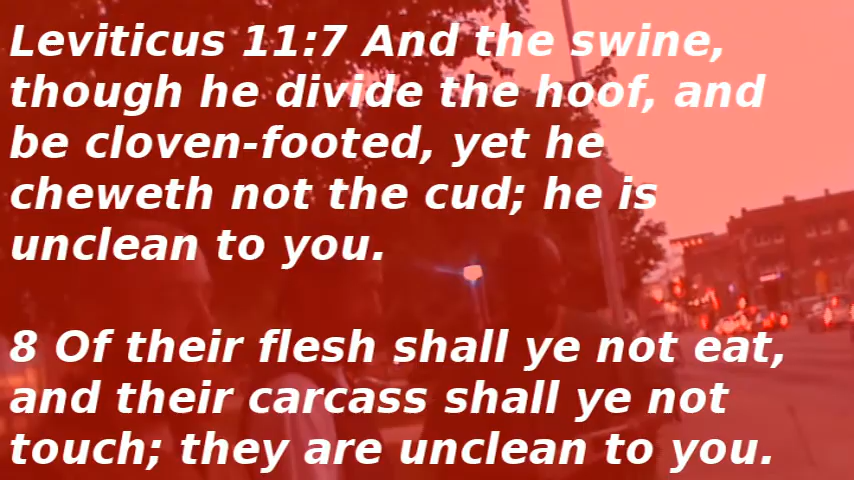 Leviticus 11:7 And the swine,
though he divide the hoof, and
be cloven-footed, yet he
cheweth not the cud; he is
unclean to you.
8 Of their flesh shall ye not eat,
and their carcass shall ye not
touch; they are unclean to you.